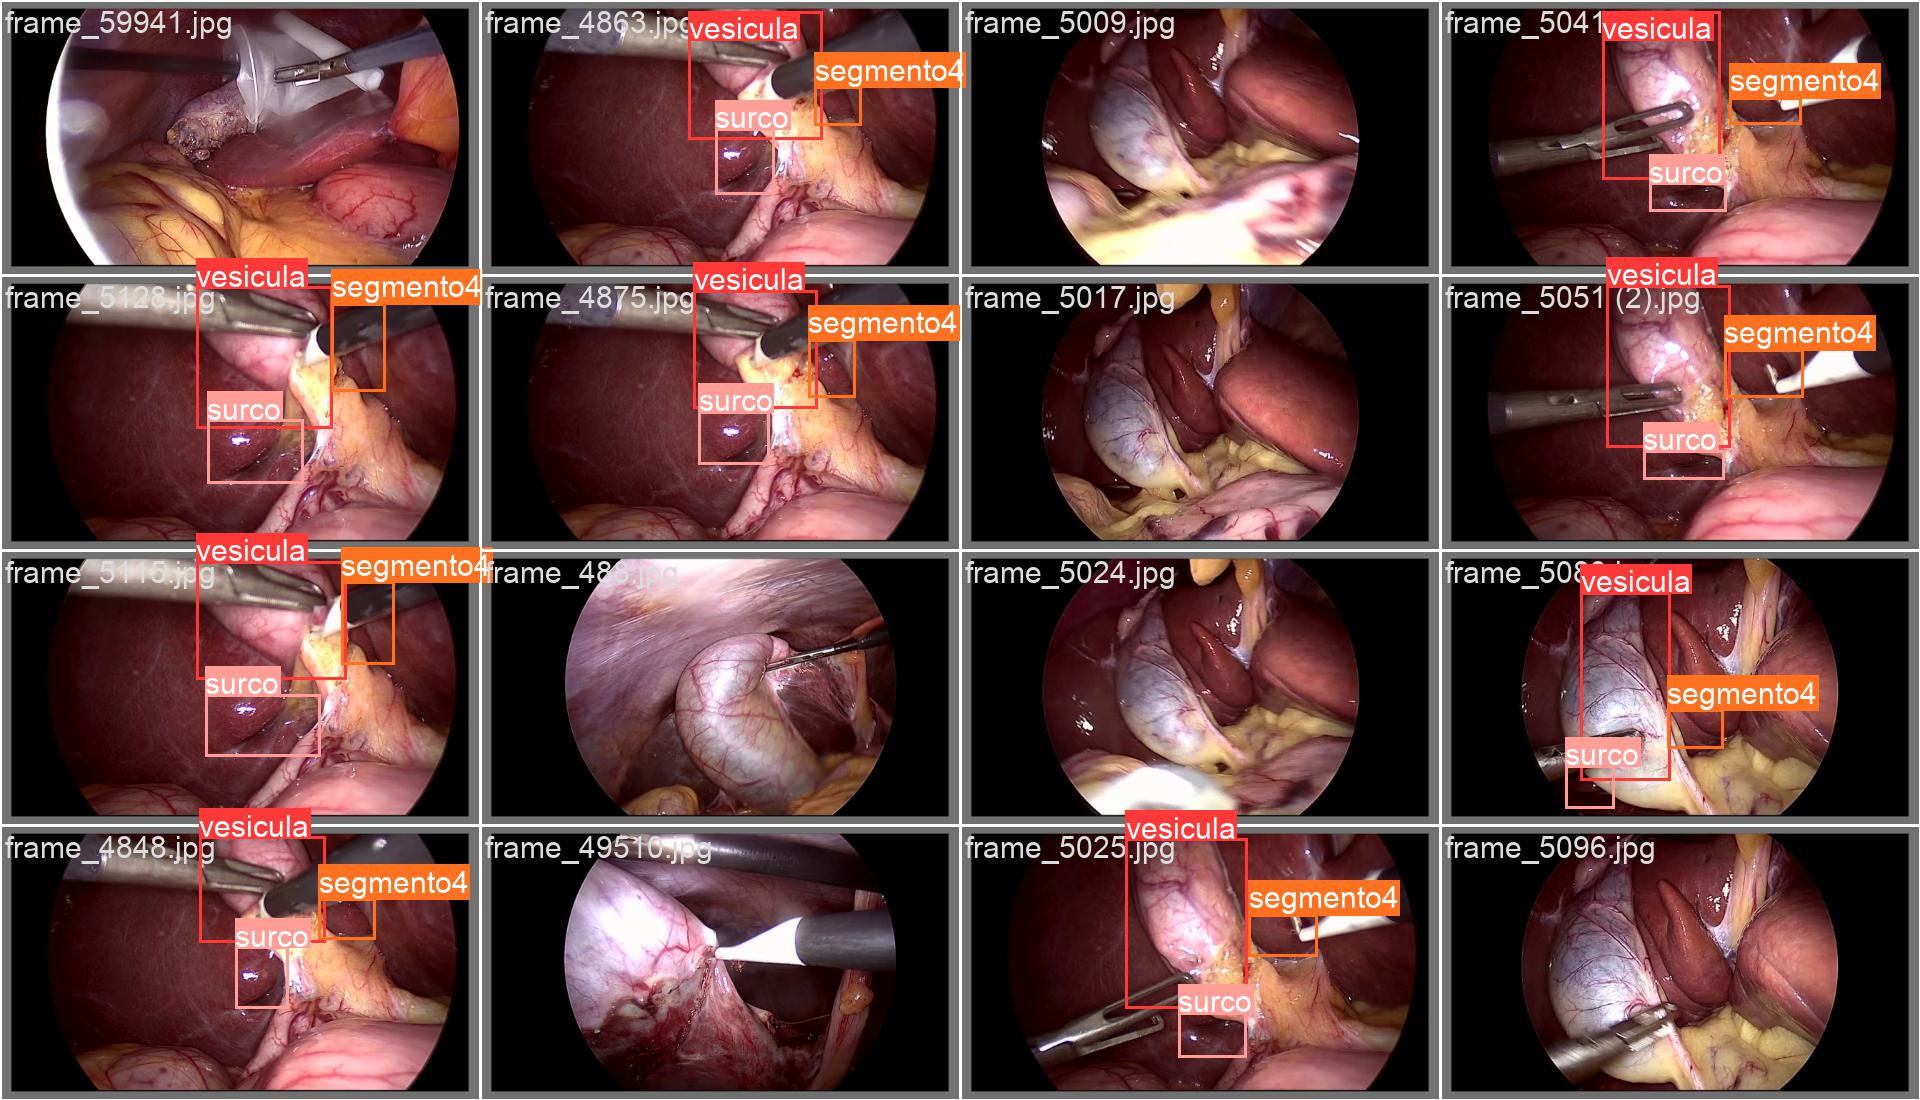 frame_59941.jpg
frame_4863.jpg
vesicula
segmento4
surco
frame_5009.jpg
frame_5041
vesicula
segmento4
surco
frame_5128.jpg
vesicula
segmento4
surco
frame_4875.jpg
vesicula
segmento4
surco
frame_5017.jpg
frame_5051 (2).jpg
vesicula
segmento4
surco
frame_5115.jpg
vesicula
segmento4
surco
frame_5024.jpg
vesicula
segmento4
surco
frame_4848.jpg
vesicula
segmento4
surco
frame_49510.jpg
frame_5025.jpg
vesicula
segmento4
surco
frame_5096.jpg